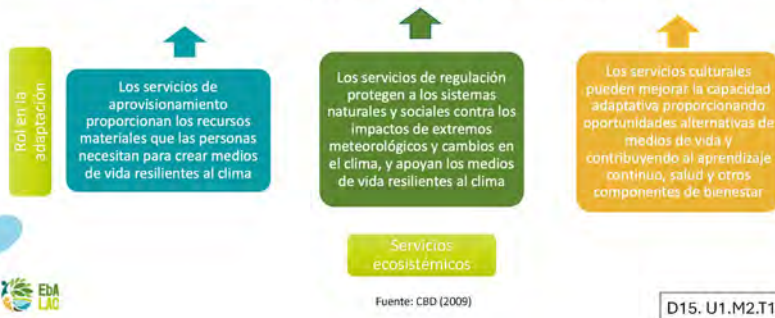 Rol en la
adaptación
Los servicios de
aprovisionamiento
proporcionan los recursos
materiales que las personas
necesitan para crear medios
de vida resilientes al clima
Los servicios de regulación
protegen a los sistemas
naturales y sociales contra los
impactos de extremos
meteorológicos y cambios en
el clima, y apoyan los medios
de vida resilientes al clima
Los servicios culturales
pueden mejorar la capacidad
adaptativa proporcionando
oportunidades alternativas de
medios de vida y
contribuyendo al aprendizaje
continuo, salud y otros
componentes de bienestar
Servicios
ecosistémicos
EbA
LAC
Fuente: CBD (2009)
D15. U1.M2.T1